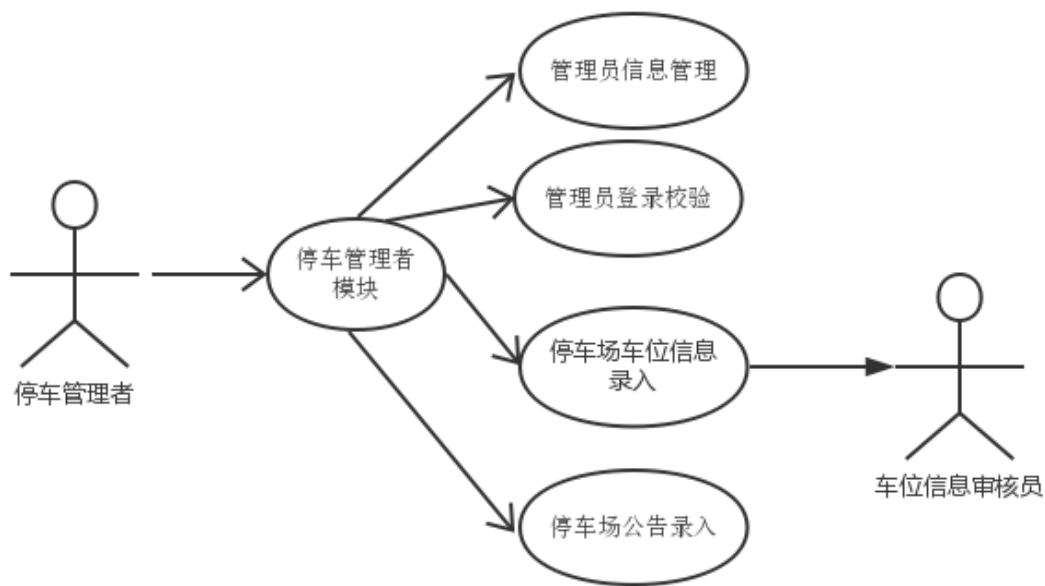 管理员信息管理
管理员登录校验
停车管理者
模块
停车场车位信息
录入
停车管理者
车位信息审核员
停车场公告录入